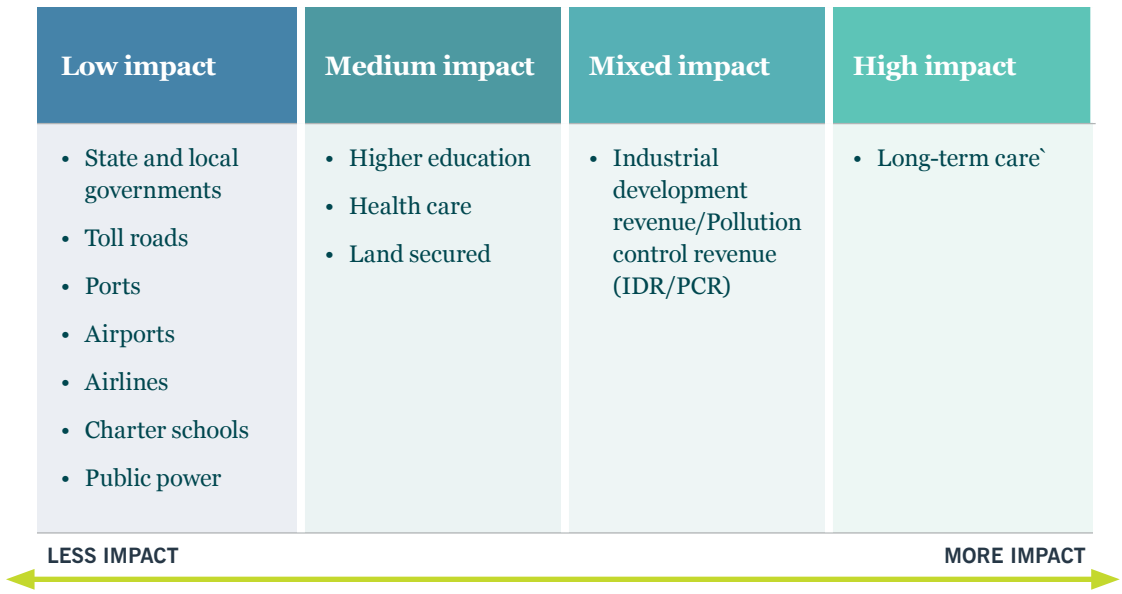 Low impact
Medium impact
Mixed impact
High impact
• State and local
governments
• Toll roads
• Ports
• Airports
• Airlines
• Charter schools
• Public power
• Higher education
• Health care
• Land secured
• Industrial
development
revenue/Pollution
control revenue
(IDR/PCR)
• Long-term care`
LESS IMPACT
MORE IMPACT